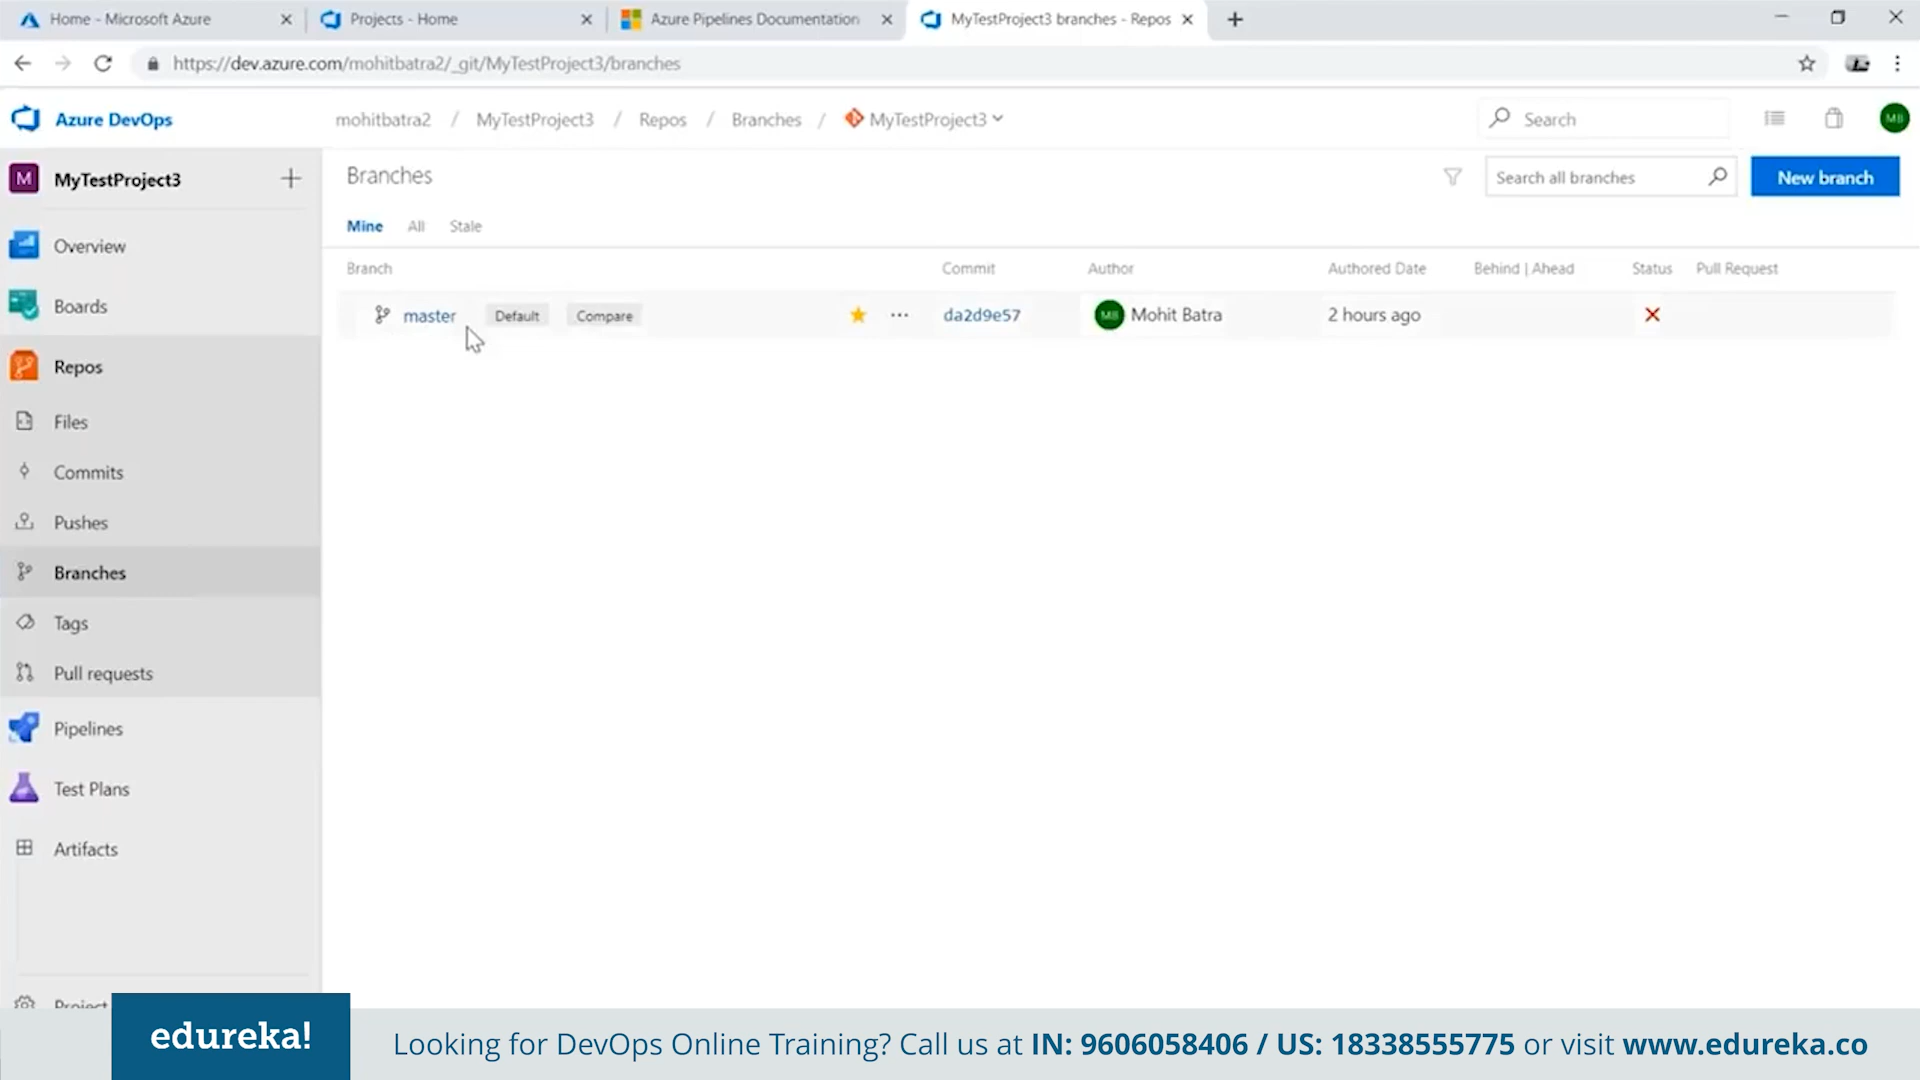 Home - Microsoft Azure
Projects - Home
Azure Pipelines Documentation
MyTestProject3 branches - Repos
https://dev.azure.com/mohitbatra2/_git/MyTestProject3/branches
Azure DevOps
mohitbatra2 / MyTestProject3 / Repos / Branches / MyTestProject3
Search
MB
M MyTestProject3
Branches
Search all branches
New branch
Mine All Stale
Overview
Branch Commit Author Authored Date Behind | Ahead Status Pull Request
Boards
master Default Compare da2d9e57 MB Mohit Batra 2 hours ago
Repos
Files
Commits
Pushes
Branches
Tags
Pull requests
Pipelines
Test Plans
Artifacts
Project
edureka!
Looking for DevOps Online Training? Call us at IN: 9606058406 / US: 18338555775 or visit www.edureka.co